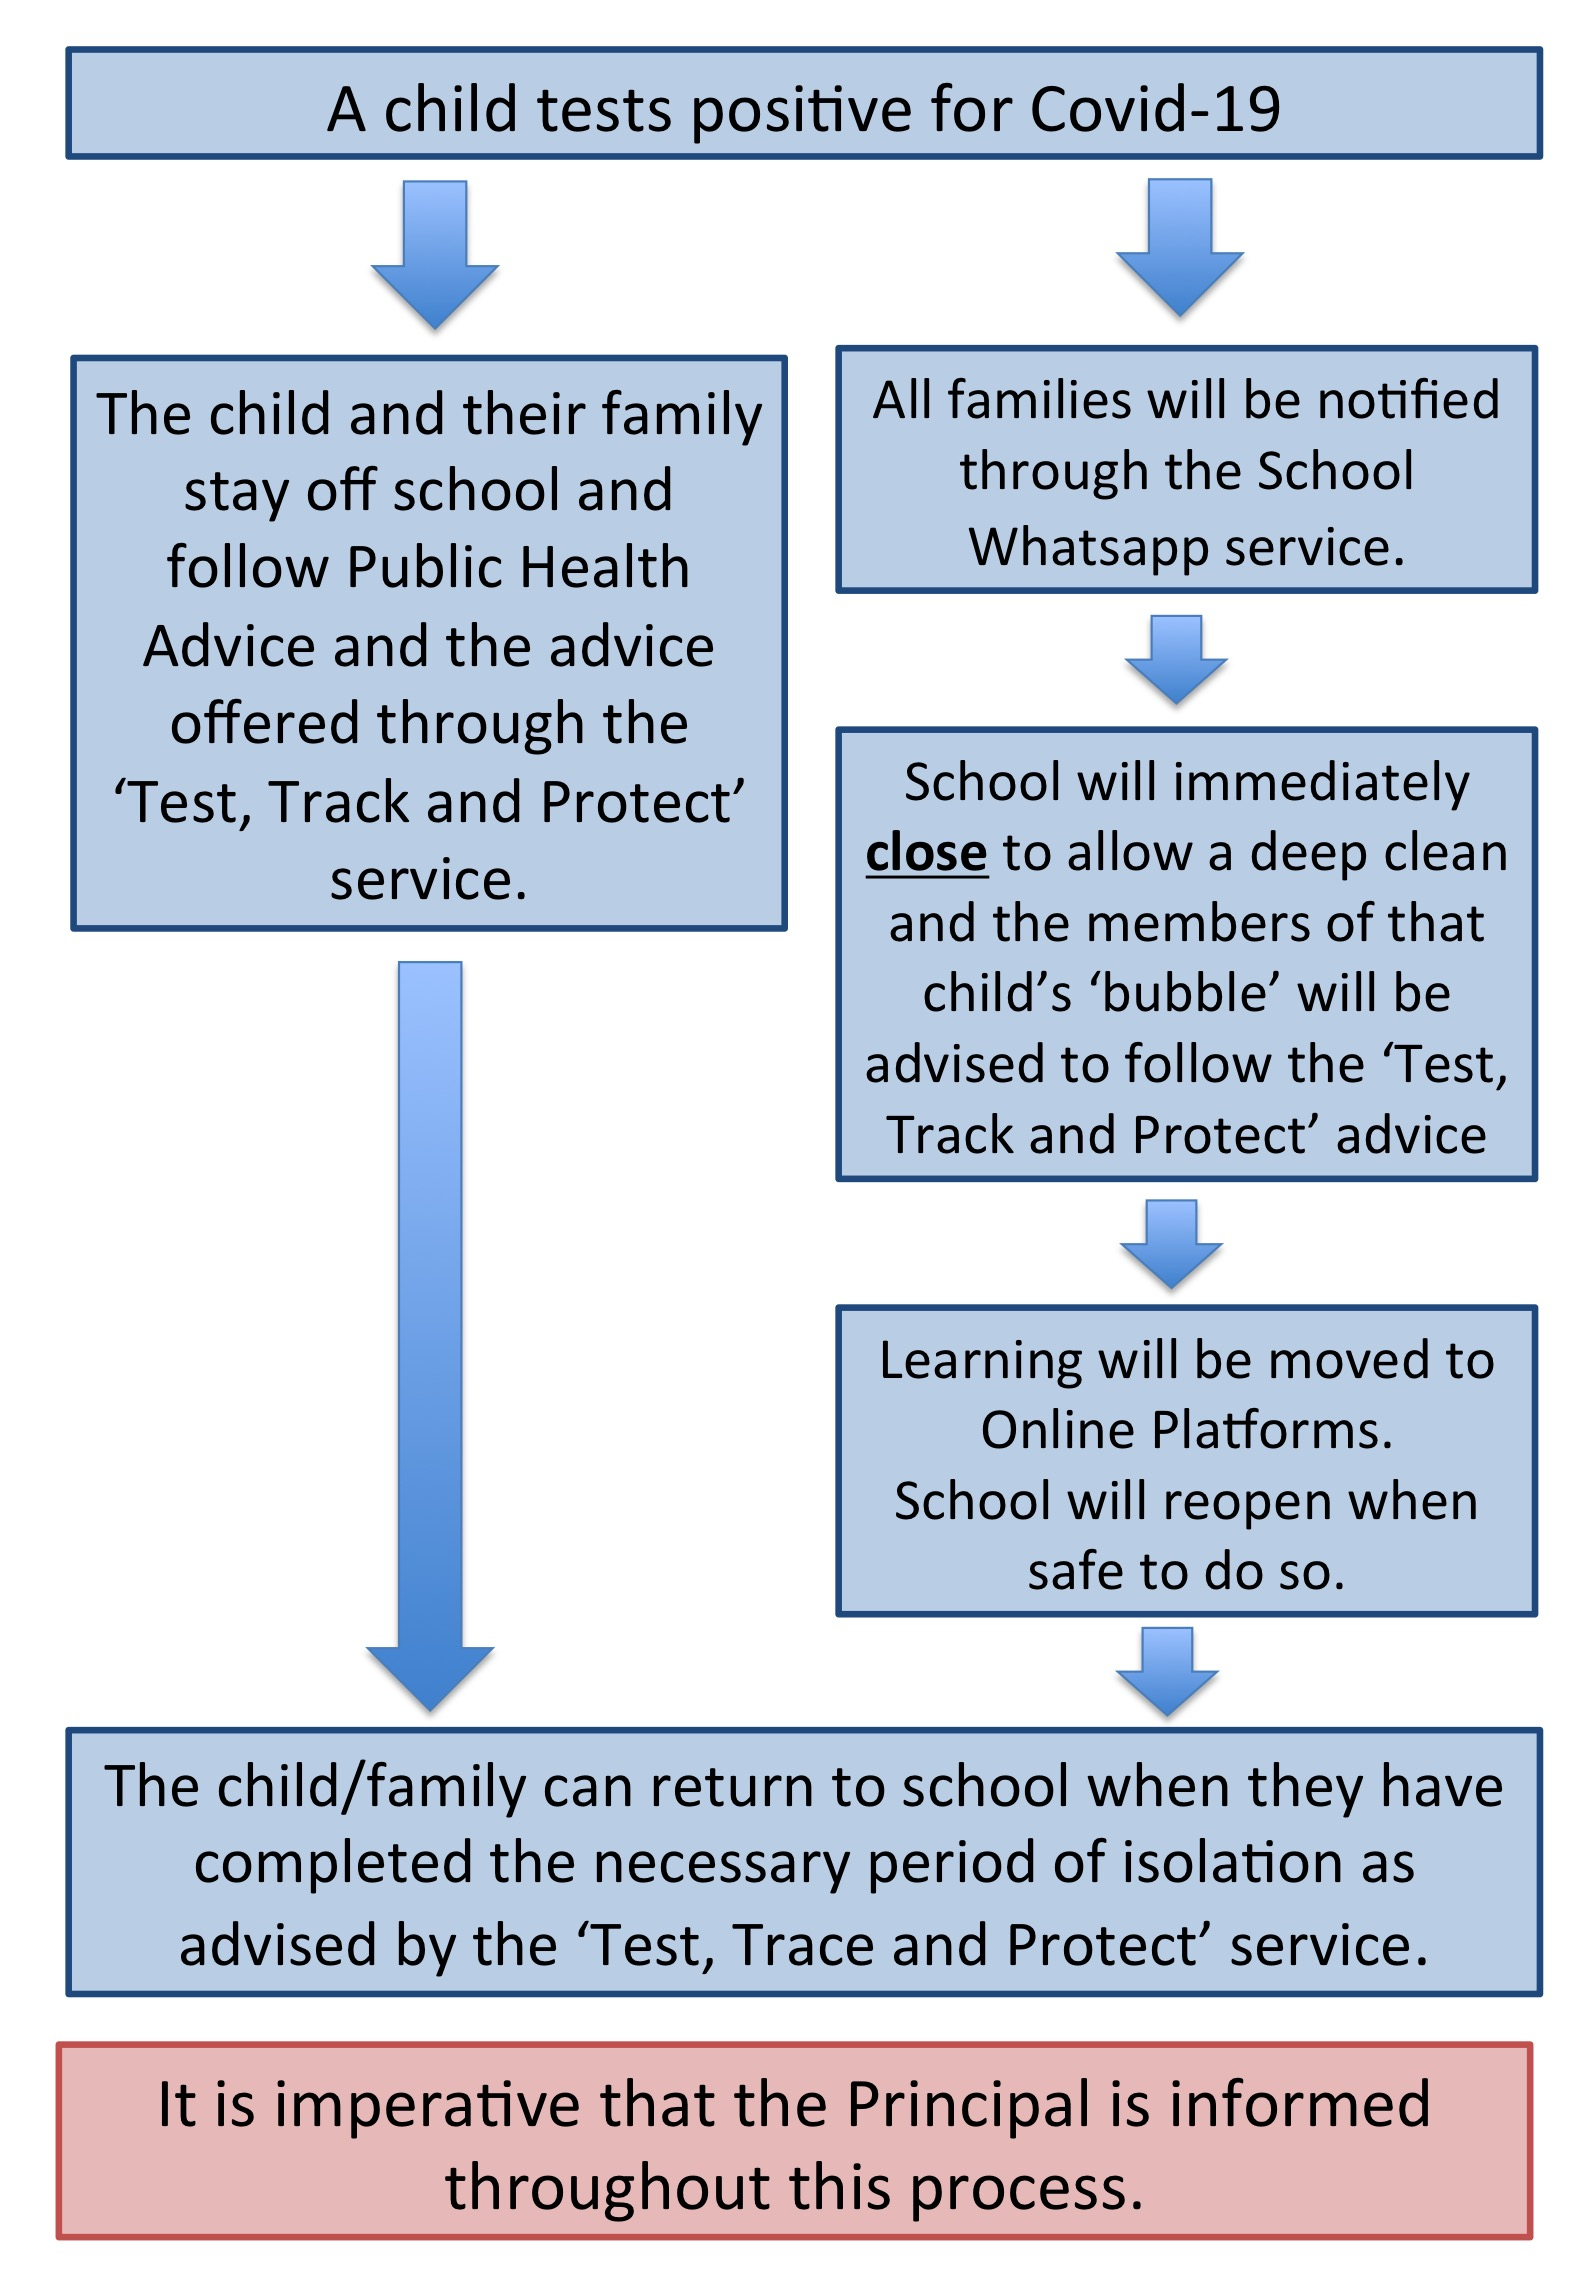 A child tests positive for Covid-19
The child and their family
stay off school and
follow Public Health
Advice and the advice
offered through the
‘Test, Track and Protect’
service.
All families will be notified
through the School
Whatsapp service.
School will immediately
close to allow a deep clean
and the members of that
child’s ‘bubble’ will be
advised to follow the ‘Test,
Track and Protect’ advice
Learning will be moved to
Online Platforms.
School will reopen when
safe to do so.
The child/family can return to school when they have
completed the necessary period of isolation as
advised by the ‘Test, Trace and Protect’ service.
It is imperative that the Principal is informed
throughout this process.